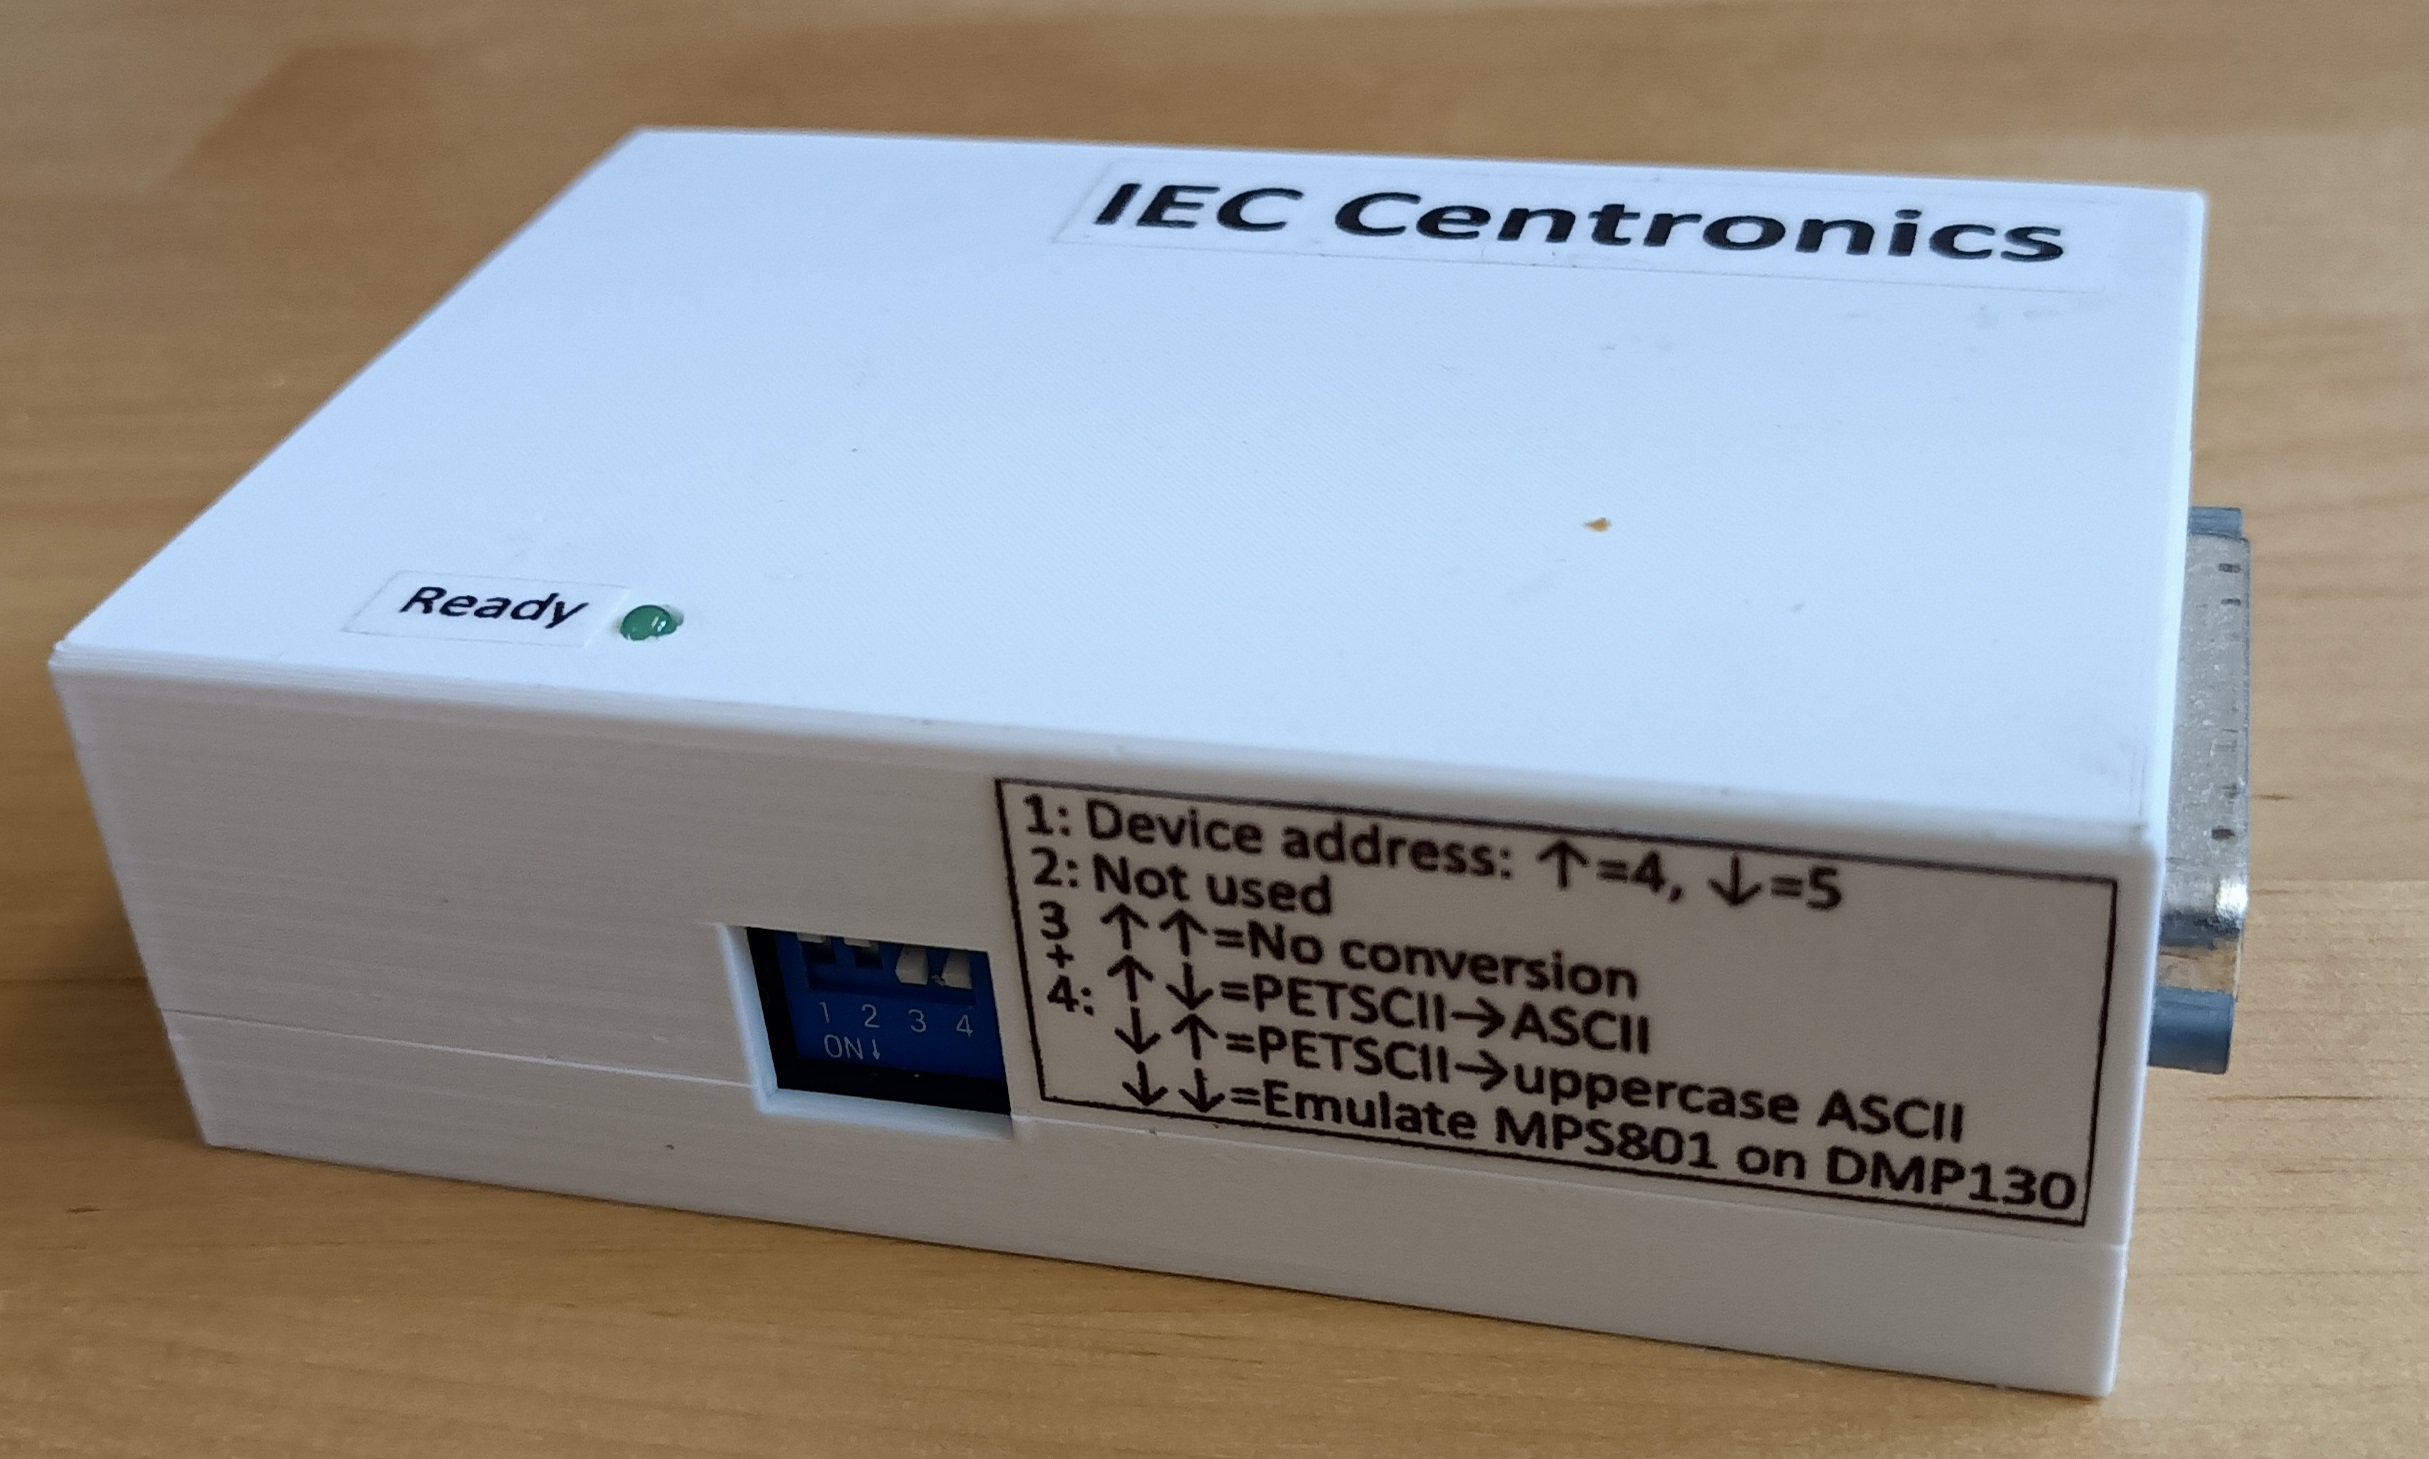 IEC Centronics
Ready
1: Device address: ↑=4, ↓=5
2: Not used
3 ↑↑=No conversion
+ ↑↓=PETSCII→ASCII
4: ↓↑=PETSCII→uppercase ASCII
↓↓=Emulate MPS801 on DMP130
1 2 3 4
ON↓